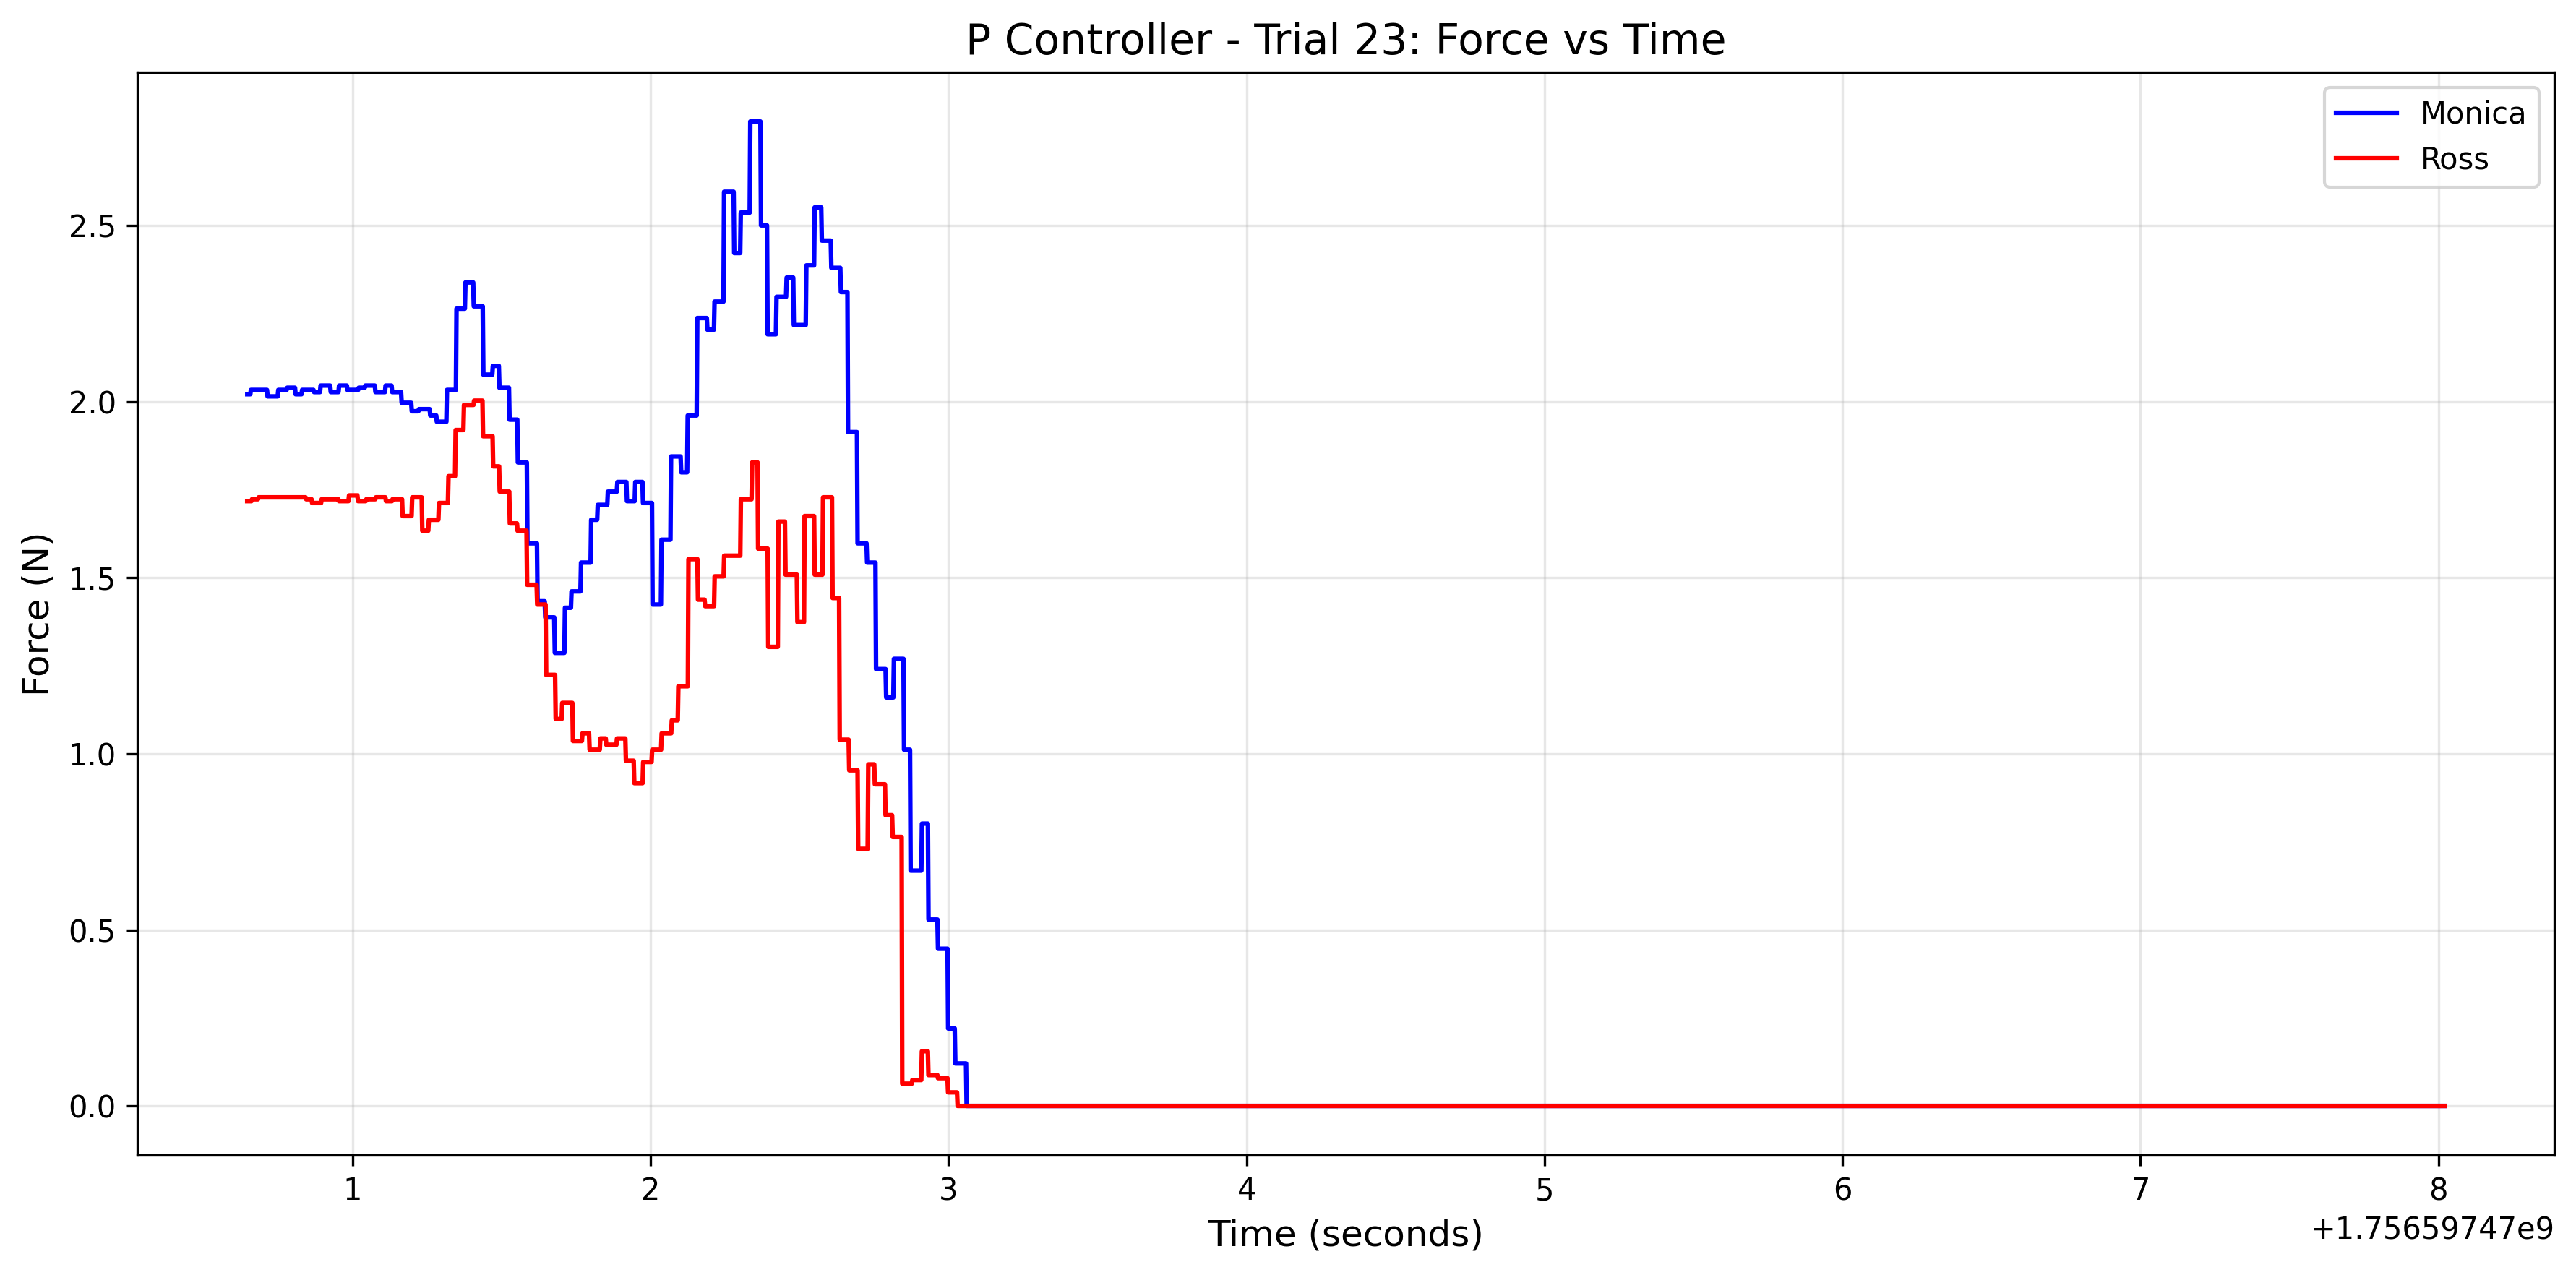 P Controller - Trial 23: Force vs Time
Monica
Ross
Force (N)
2.5
2.0
1.5
1.0
0.5
0.0
1 2 3 4 5 6 7 8
Time (seconds)
+1.75659747e9